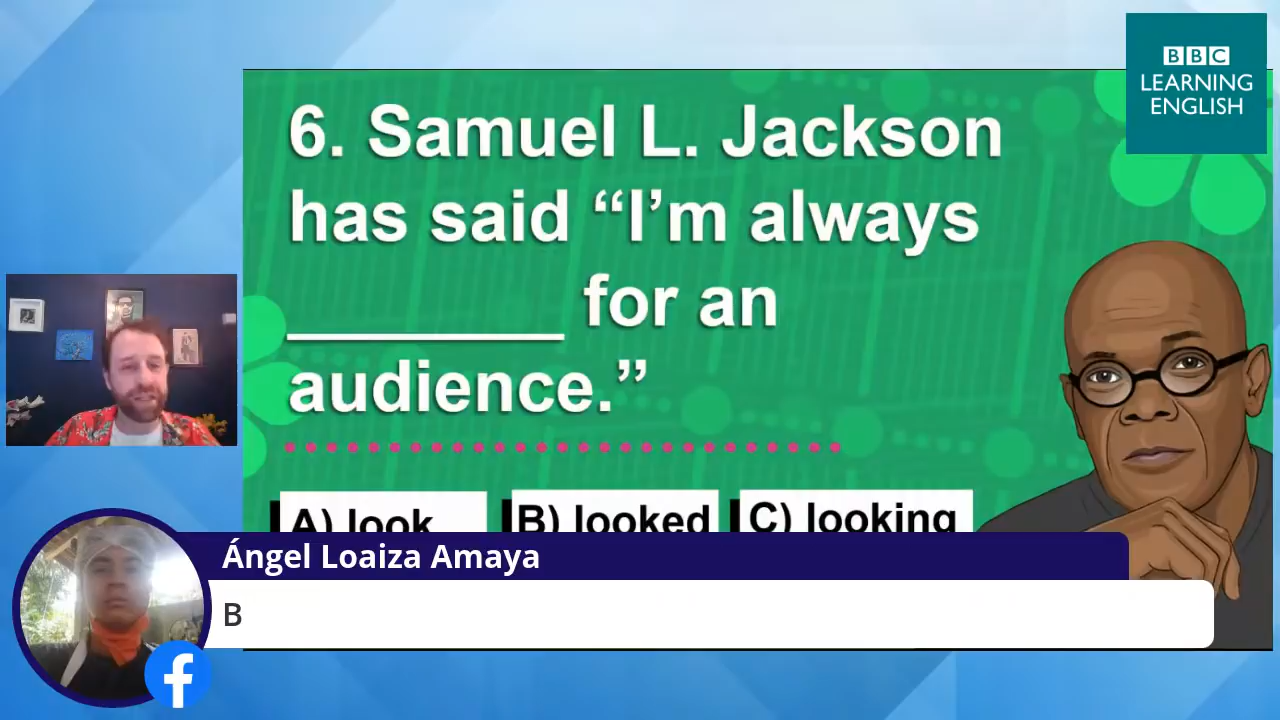 BBC
LEARNING
ENGLISH
6. Samuel L. Jackson
has said “I’m always
________ for an
audience.”
A) look
B) looked
C) looking
Ángel Loaiza Amaya
B